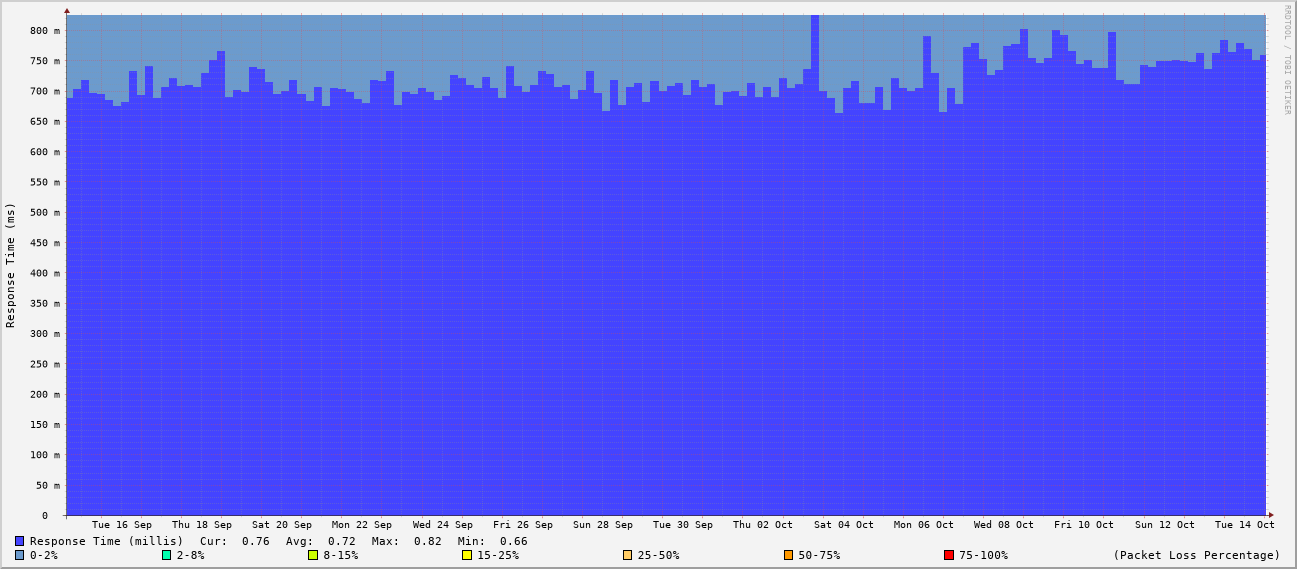 RRDTOOL / TOBI OETIKER
Response Time (ms)
800 m
750 m
700 m
650 m
600 m
550 m
500 m
450 m
400 m
350 m
300 m
250 m
200 m
150 m
100 m
50 m
0
Tue 16 Sep Thu 18 Sep Sat 20 Sep Mon 22 Sep Wed 24 Sep Fri 26 Sep Sun 28 Sep Tue 30 Sep Thu 02 Oct Sat 04 Oct Mon 06 Oct Wed 08 Oct Fri 10 Oct Sun 12 Oct Tue 14 Oct
Response Time (millis) Cur: 0.76 Avg: 0.72 Max: 0.82 Min: 0.66
0-2% 2-8% 8-15% 15-25% 25-50% 50-75% 75-100% (Packet Loss Percentage)